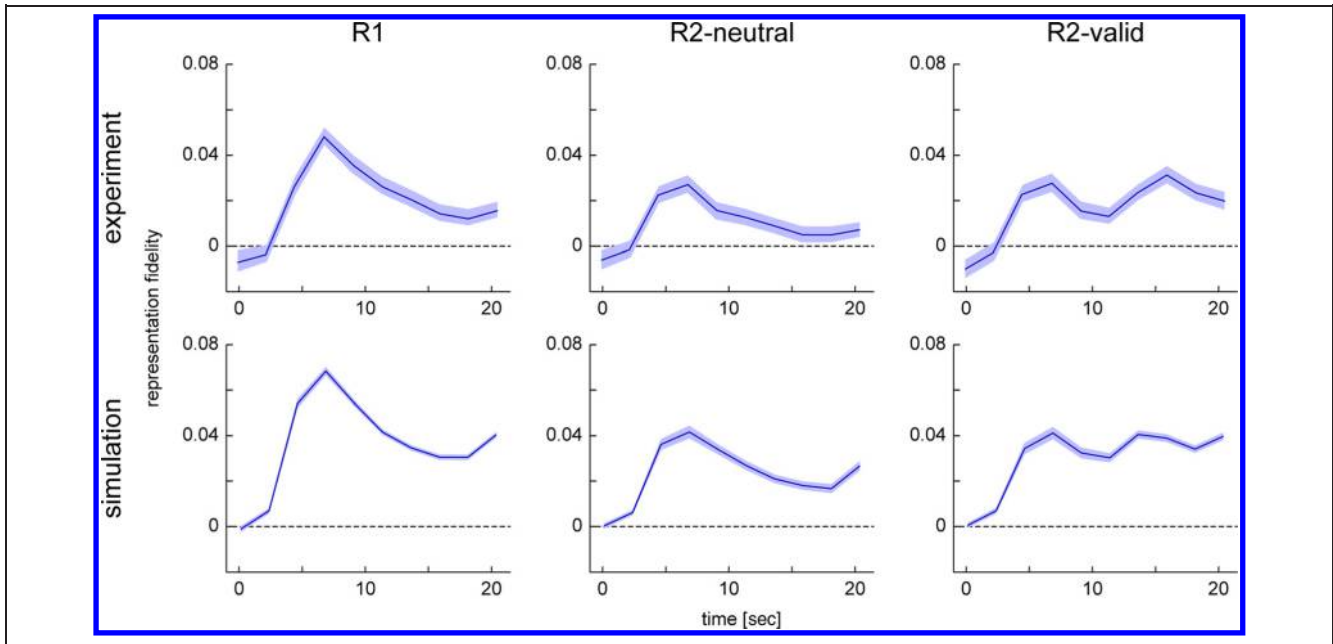 R1 R2-neutral R2-valid
experiment
simulation
representation fidelity
0.08 0.08 0.08
0.04 0.04 0.04
0 0 0
0 10 20 0 10 20 0 10 20
0.08 0.08 0.08
0.04 0.04 0.04
0 0 0
0 10 20 0 10 20 0 10 20
time [sec]